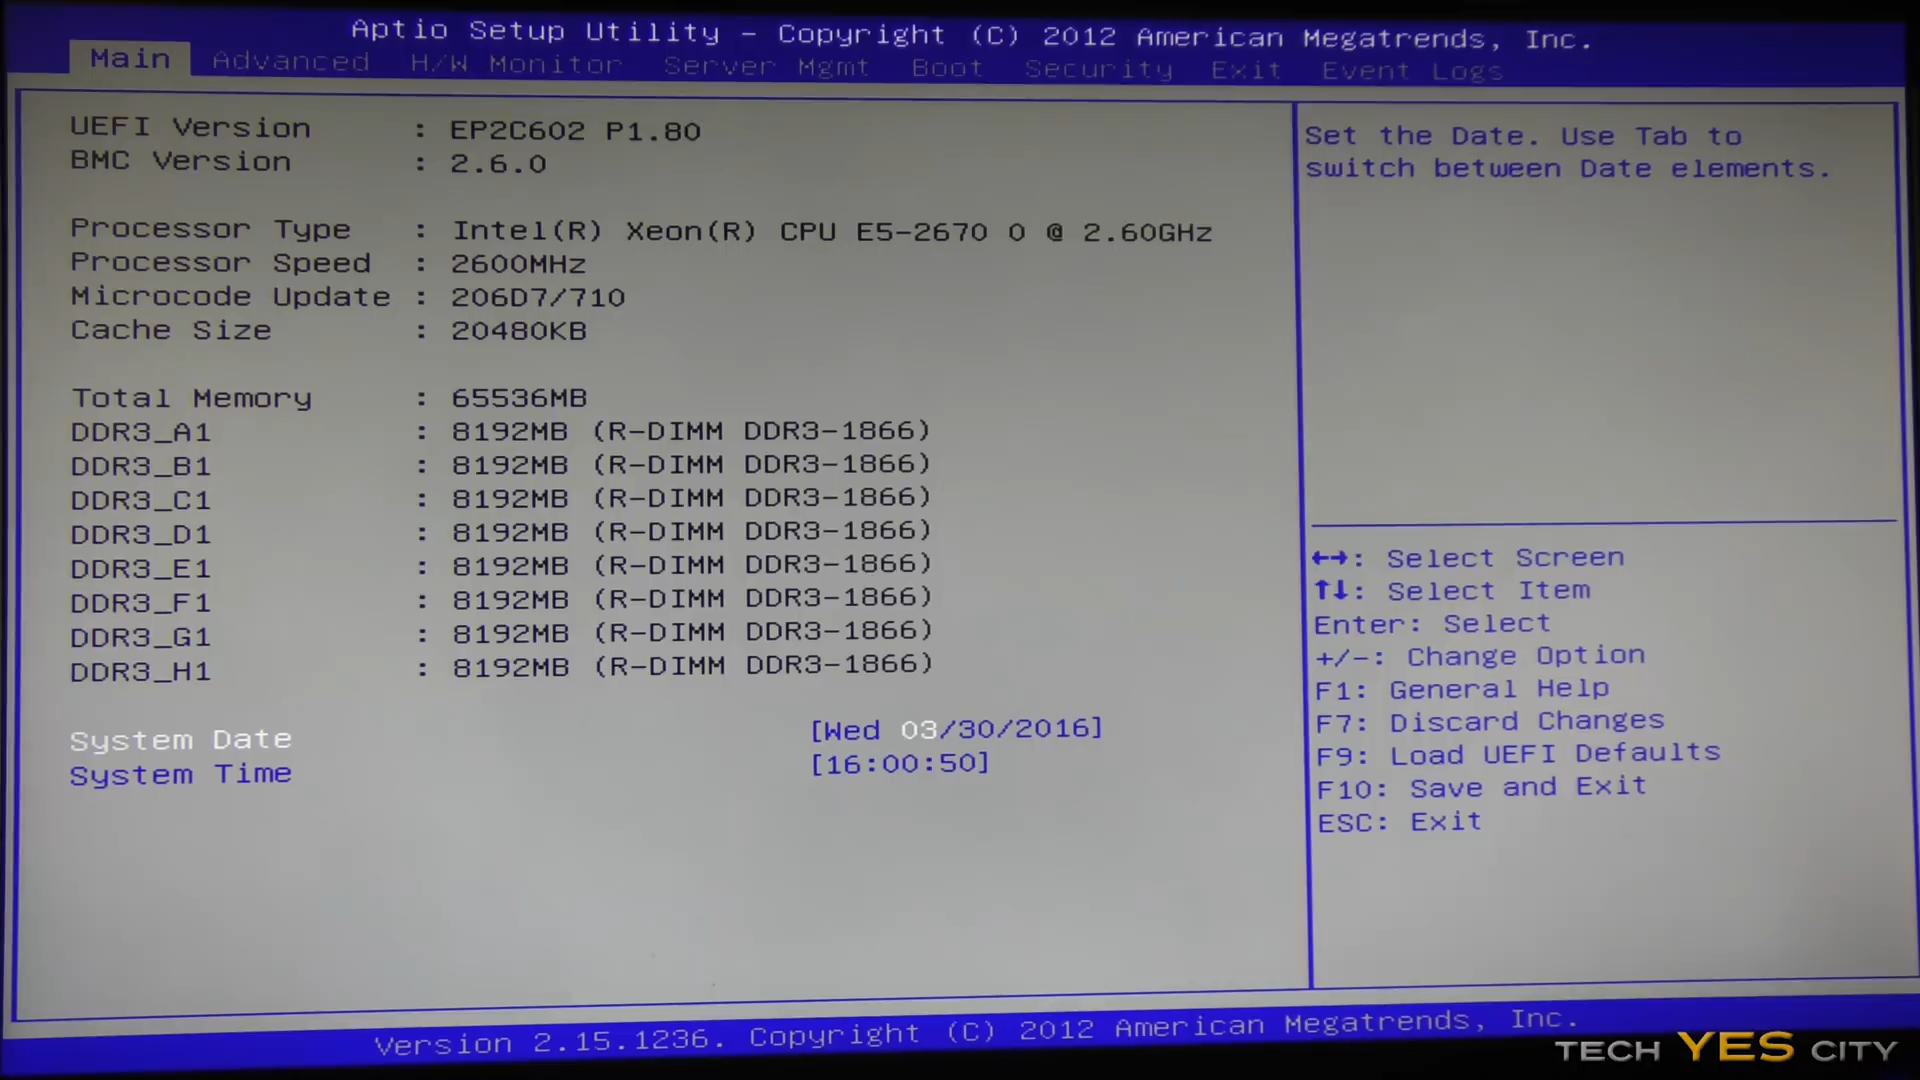 Aptio Setup Utility - Copyright (C) 2012 American Megatrends, Inc.
Main Advanced H/W Monitor Server Mgmt Boot Security Exit Event Logs
UEFI Version : EP2C602 P1.80
BMC Version : 2.6.0
Processor Type : Intel(R) Xeon(R) CPU E5-2670 0 @ 2.60GHz
Processor Speed : 2600MHz
Microcode Update : 206D7/710
Cache Size : 20480KB
Total Memory : 65536MB
DDR3_A1 : 8192MB (R-DIMM DDR3-1866)
DDR3_B1 : 8192MB (R-DIMM DDR3-1866)
DDR3_C1 : 8192MB (R-DIMM DDR3-1866)
DDR3_D1 : 8192MB (R-DIMM DDR3-1866)
DDR3_E1 : 8192MB (R-DIMM DDR3-1866)
DDR3_F1 : 8192MB (R-DIMM DDR3-1866)
DDR3_G1 : 8192MB (R-DIMM DDR3-1866)
DDR3_H1 : 8192MB (R-DIMM DDR3-1866)
System Date [Wed 03/30/2016]
System Time [16:00:50]
Set the Date. Use Tab to
switch between Date elements.
↔: Select Screen
↑↓: Select Item
Enter: Select
+/-: Change Option
F1: General Help
F7: Discard Changes
F9: Load UEFI Defaults
F10: Save and Exit
ESC: Exit
Version 2.15.1236. Copyright (C) 2012 American Megatrends, Inc.
TECH YES CITY